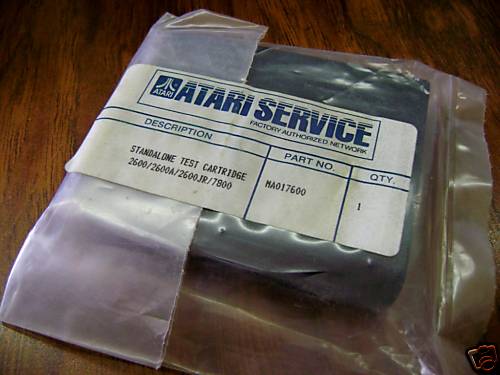 ATARI
ATARI SERVICE
FACTORY AUTHORIZED NETWORK
DESCRIPTION
PART NO.
QTY.
STANDALONE TEST CARTRIDGE
2600/2600A/2600JR/7800
MA017600
1